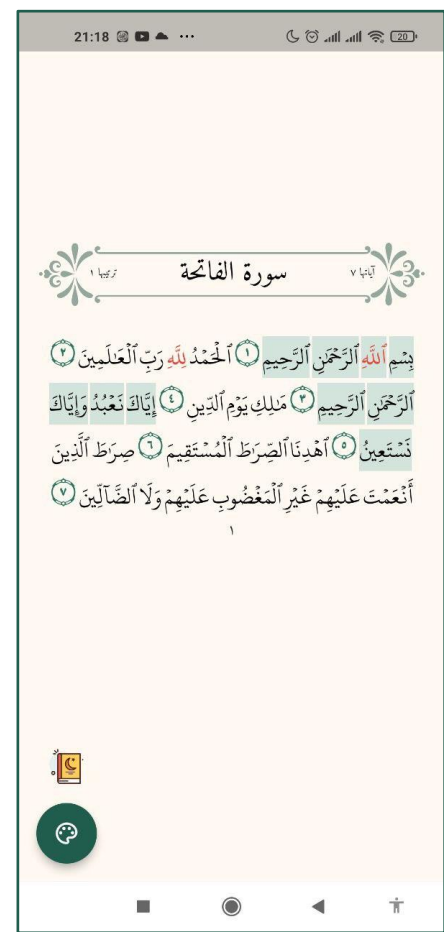 21:18 ... 20
ترتيبها ١ سورة الفاتحة آياتها ٧
بِسْمِ ٱللَّهِ ٱلرَّحْمَٰنِ ٱلرَّحِيمِ ١ ٱلْحَمْدُ لِلَّهِ رَبِّ ٱلْعَٰلَمِينَ ٢
ٱلرَّحْمَٰنِ ٱلرَّحِيمِ ٣ مَٰلِكِ يَوْمِ ٱلدِّينِ ٤ إِيَّاكَ نَعْبُدُ وَإِيَّاكَ
نَسْتَعِينُ ٥ ٱهْدِنَا ٱلصِّرَٰطَ ٱلْمُسْتَقِيمَ ٦ صِرَٰطَ ٱلَّذِينَ
أَنْعَمْتَ عَلَيْهِمْ غَيْرِ ٱلْمَغْضُوبِ عَلَيْهِمْ وَلَا ٱلضَّآلِّينَ ٧
١